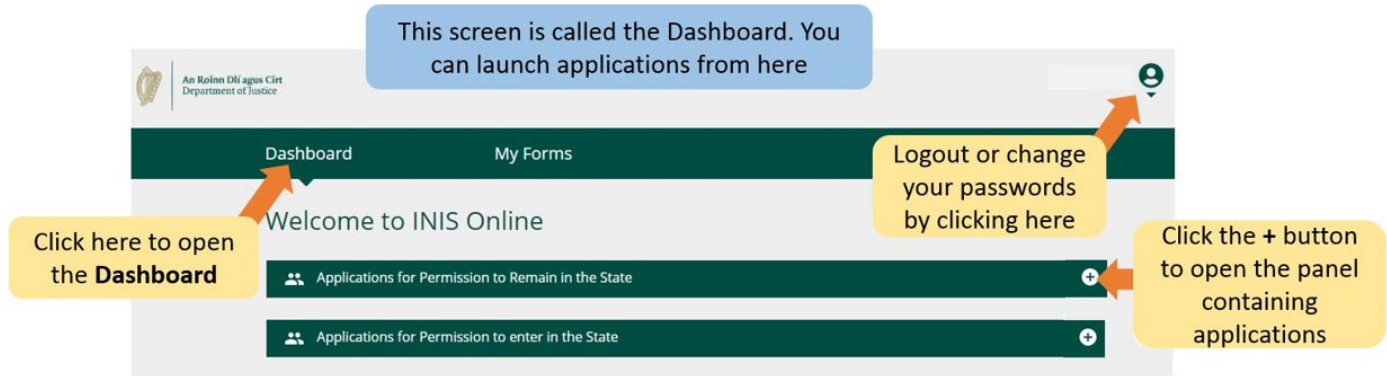 This screen is called the Dashboard. You
can launch applications from here
An Roinn Dlí agus Cirt
Department of Justice
Dashboard
My Forms
Logout or change
your passwords
by clicking here
Click here to open
the Dashboard
Welcome to INIS Online
Click the + button
to open the panel
containing
applications
Applications for Permission to Remain in the State
Applications for Permission to enter in the State